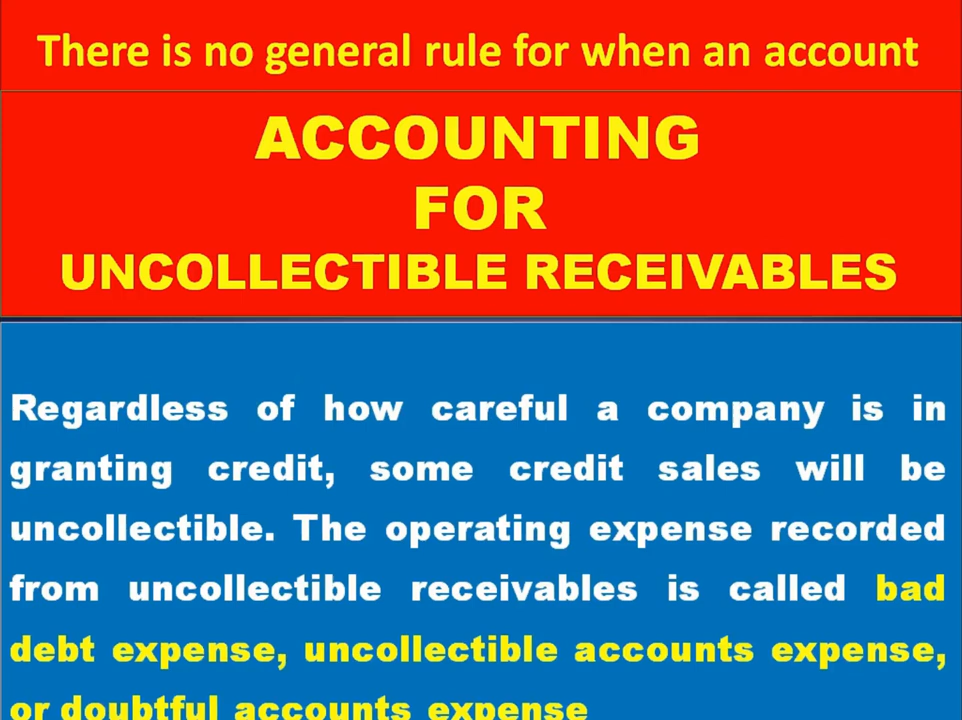 There is no general rule for when an account
ACCOUNTING
FOR
UNCOLLECTIBLE RECEIVABLES
Regardless of how careful a company is in
granting credit, some credit sales will be
uncollectible. The operating expense recorded
from uncollectible receivables is called bad
debt expense, uncollectible accounts expense,
or doubtful accounts expense